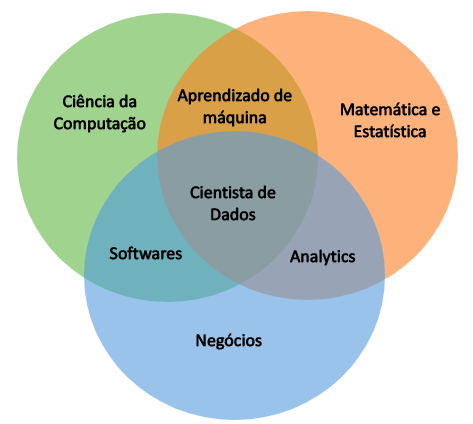 Ciência da
Computação
Aprendizado de
máquina
Matemática e
Estatística
Cientista de
Dados
Softwares
Analytics
Negócios